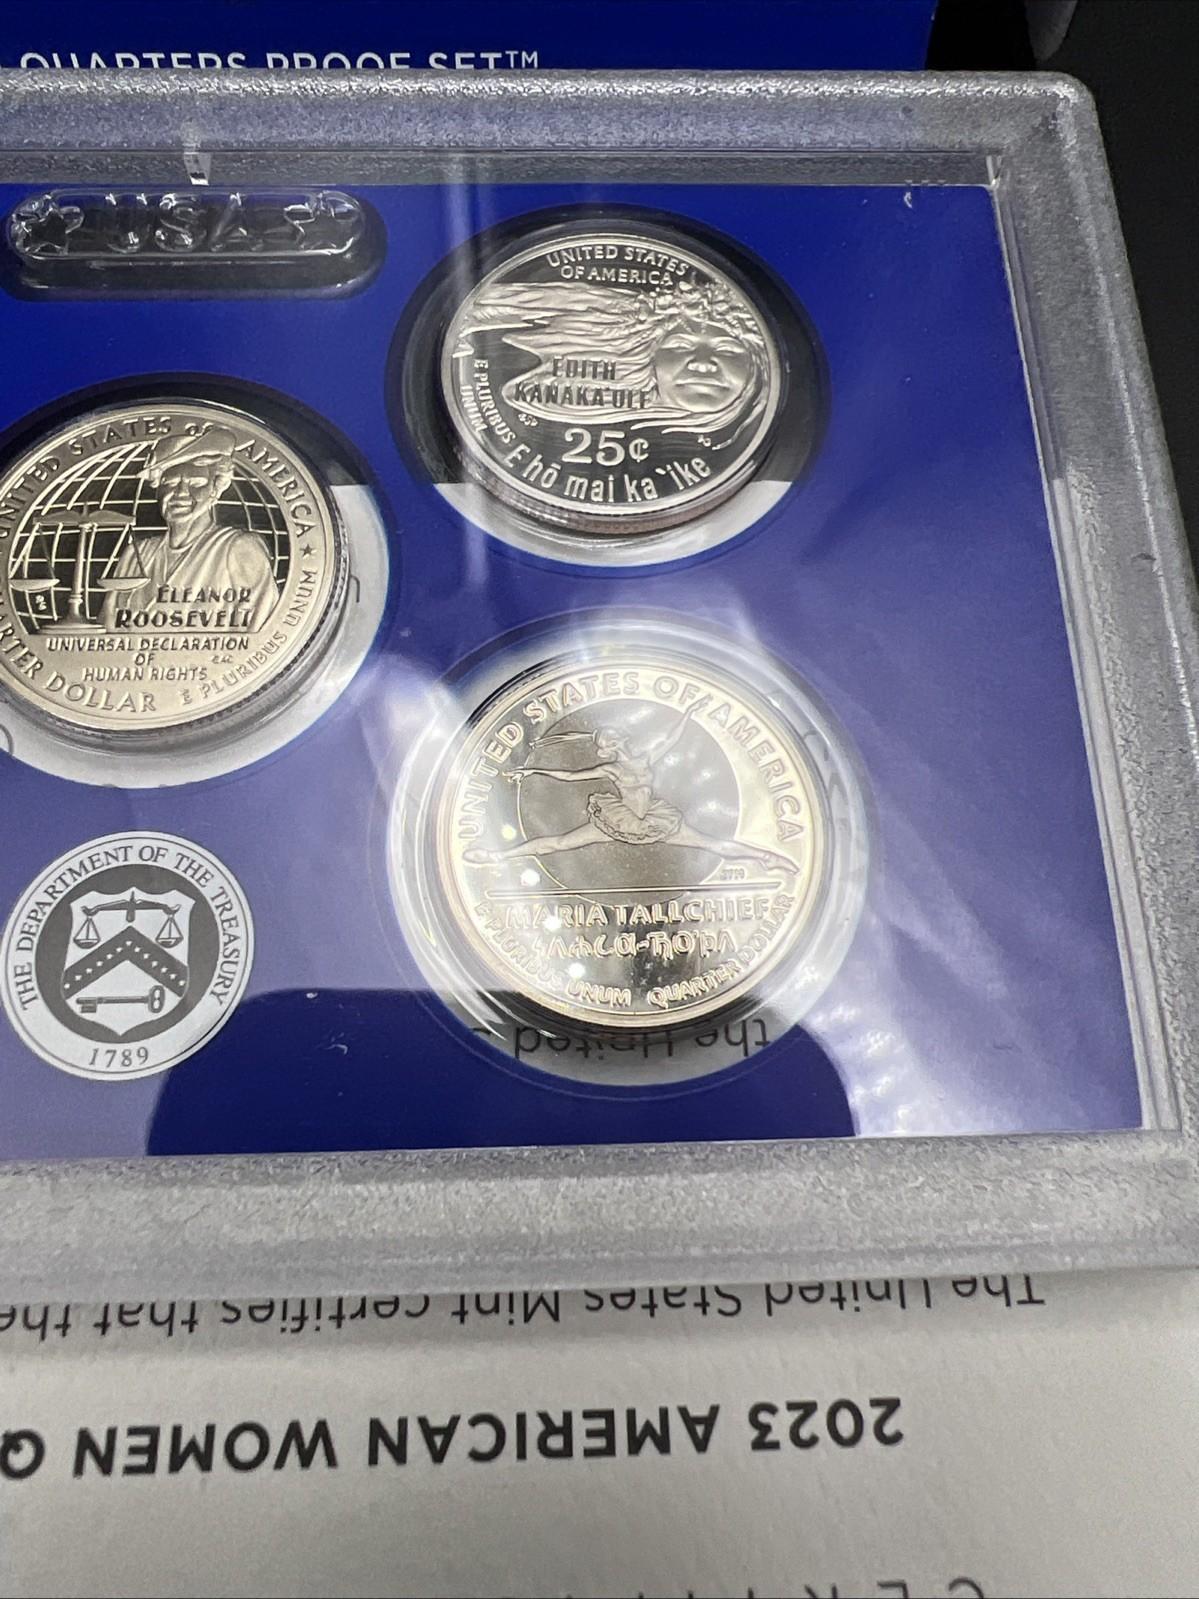 QUARTERS PROOF SET™
USA
UNITED STATES
OF AMERICA
EDITH
KANAKA'OLE
E PLURIBUS
UNUM
25¢
E hō mai ka `ike
UNITED STATES OF AMERICA
ELEANOR
ROOSEVELT
UNIVERSAL DECLARATION
OF
HUMAN RIGHTS
QUARTER DOLLAR
E PLURIBUS UNUM
UNITED STATES OF AMERICA
MARIA TALLCHIEF
E PLURIBUS UNUM QUARTER DOLLAR
THE DEPARTMENT OF THE TREASURY
1789
the United S
The United States Mint certifies that the
2023 AMERICAN WOMEN Q